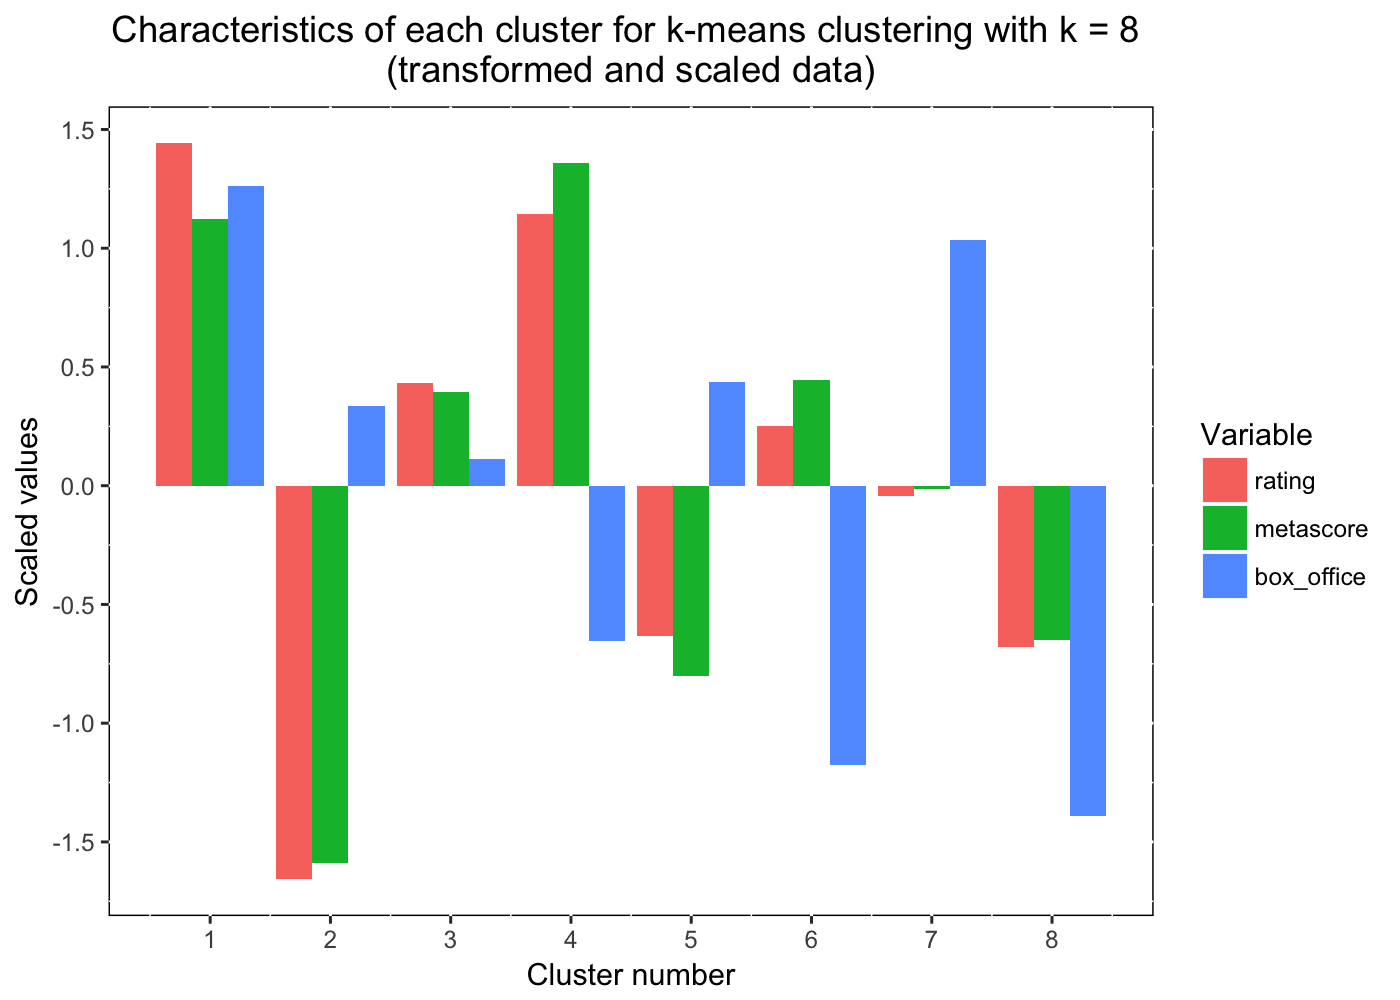 Characteristics of each cluster for k-means clustering with k = 8
(transformed and scaled data)
1.5
1.0
0.5
0.0
-0.5
-1.0
-1.5
Scaled values
1 2 3 4 5 6 7 8
Cluster number
Variable
rating
metascore
box_office